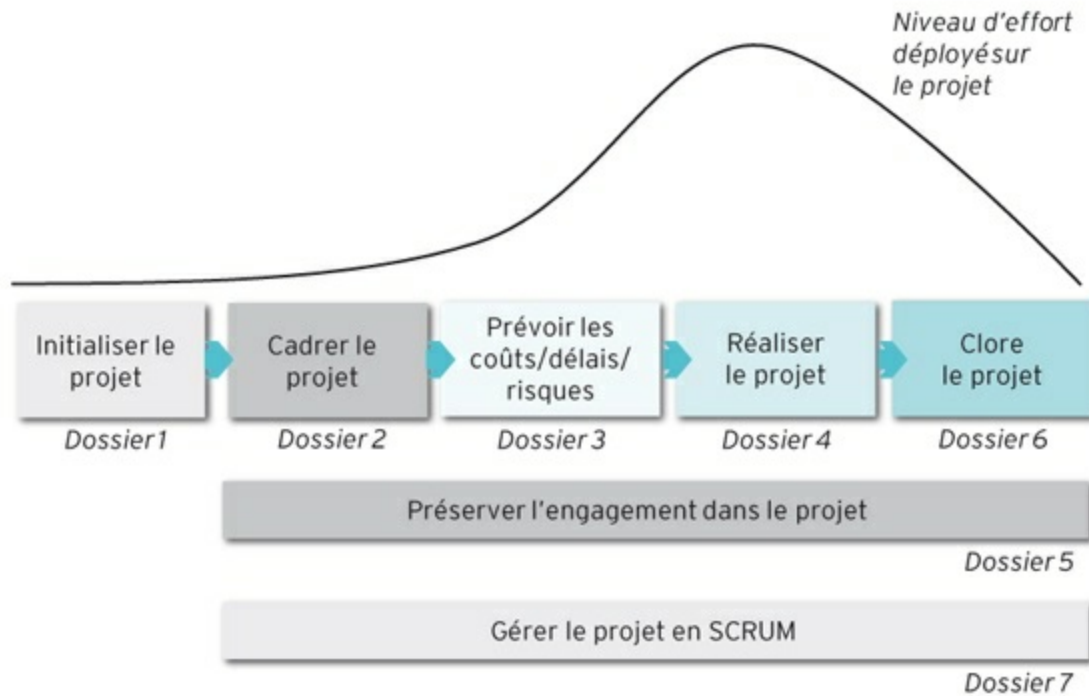 Niveau d'effort
déployé sur
le projet
Initialiser le
projet
Cadrer le
projet
Prévoir les
coûts/délais/
risques
Réaliser
le projet
Clore
le projet
Dossier 1
Dossier 2
Dossier 3
Dossier 4
Dossier 6
Préserver l'engagement dans le projet
Dossier 5
Gérer le projet en SCRUM
Dossier 7